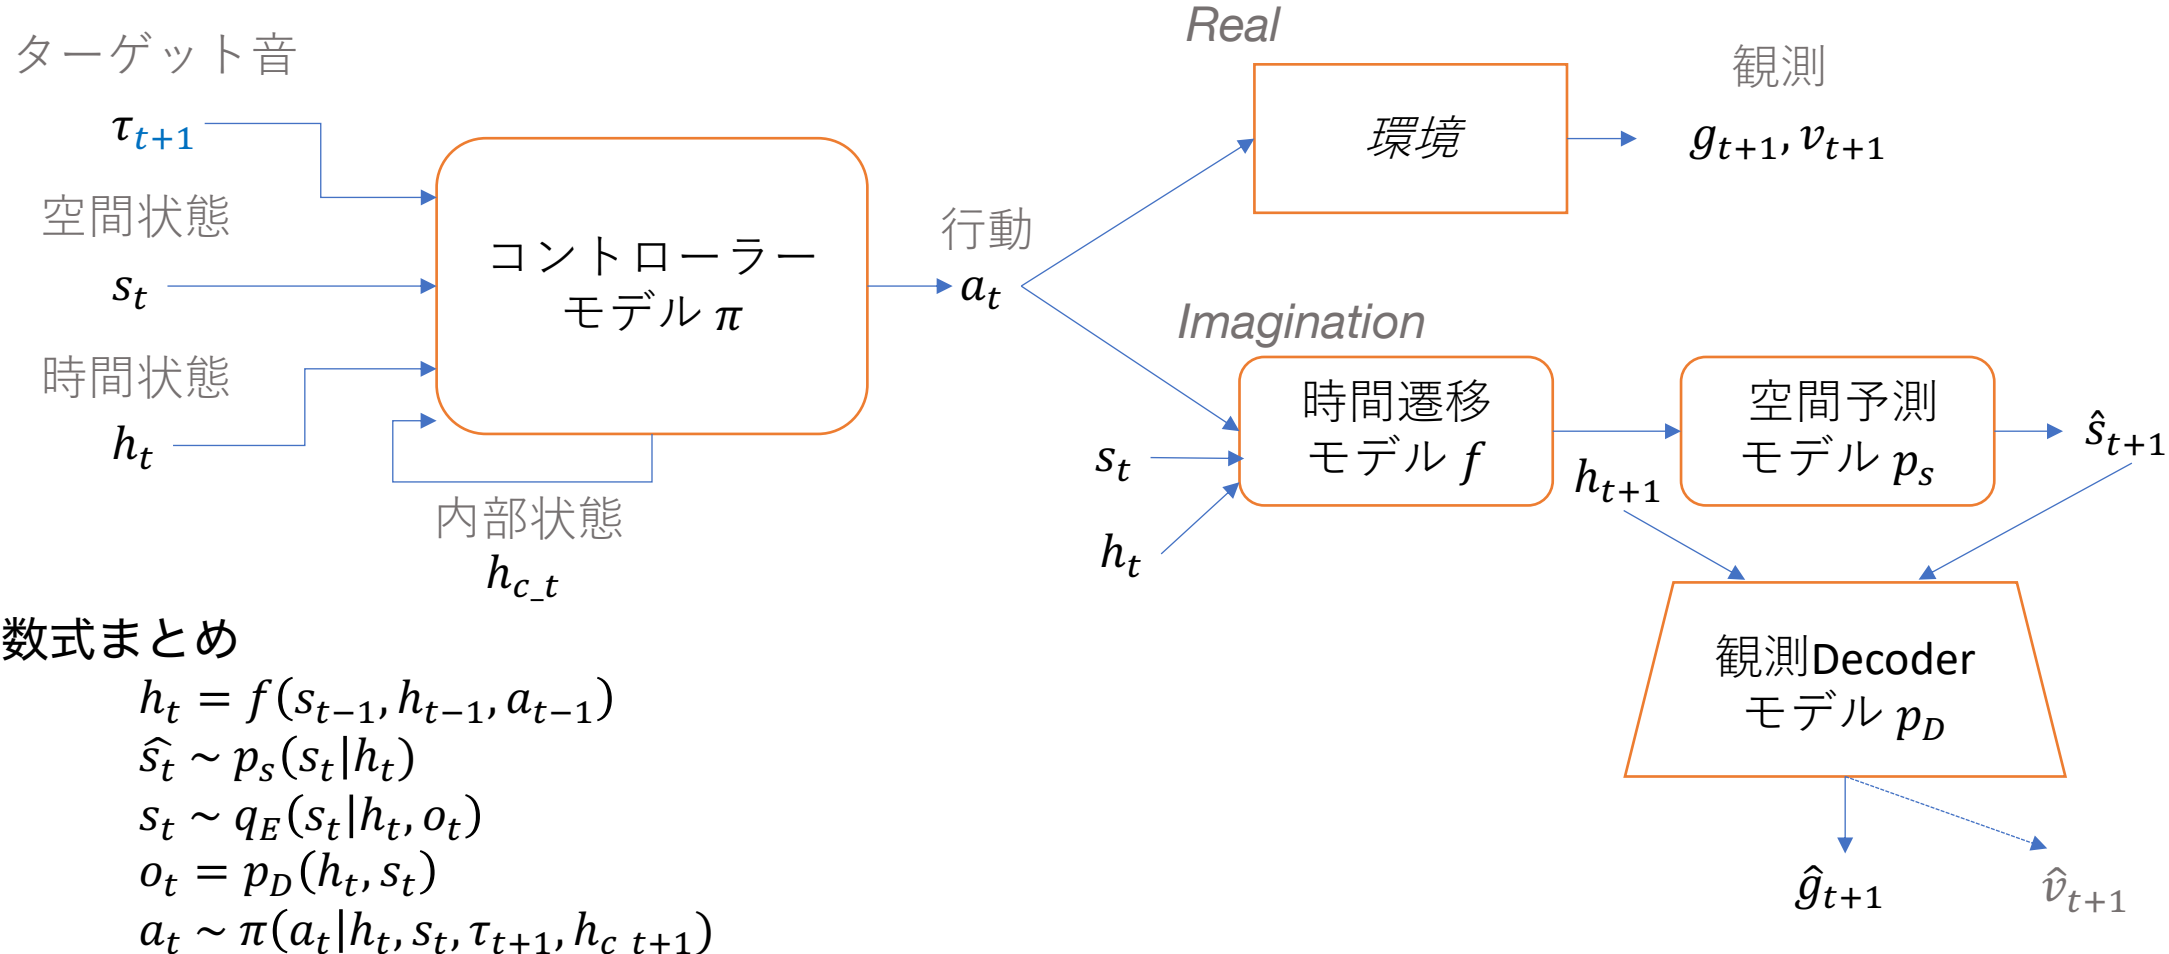 ターゲット音
τ_{t+1}
空間状態
s_t
時間状態
h_t
コントローラー
モデル π
内部状態
h_{c_t}
行動
a_t
Real
環境
観測
g_{t+1}, v_{t+1}
Imagination
s_t
h_t
時間遷移
モデル f
h_{t+1}
空間予測
モデル p_s
ŝ_{t+1}
観測Decoder
モデル p_D
ĝ_{t+1}
v̂_{t+1}
数式まとめ
h_t = f(s_{t−1}, h_{t−1}, a_{t−1})
ŝ_t ~ p_s(s_t|h_t)
s_t ~ q_E(s_t|h_t, o_t)
o_t = p_D(h_t, s_t)
a_t ~ π(a_t|h_t, s_t, τ_{t+1}, h_{c_t+1})